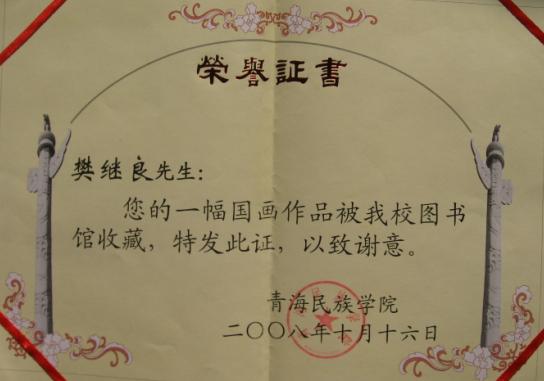 榮譽証書
樊继良先生：
您的一幅国画作品被我校图书
馆收藏，特发此证，以致谢意。
青海民族学院
二〇〇八年十月十六日